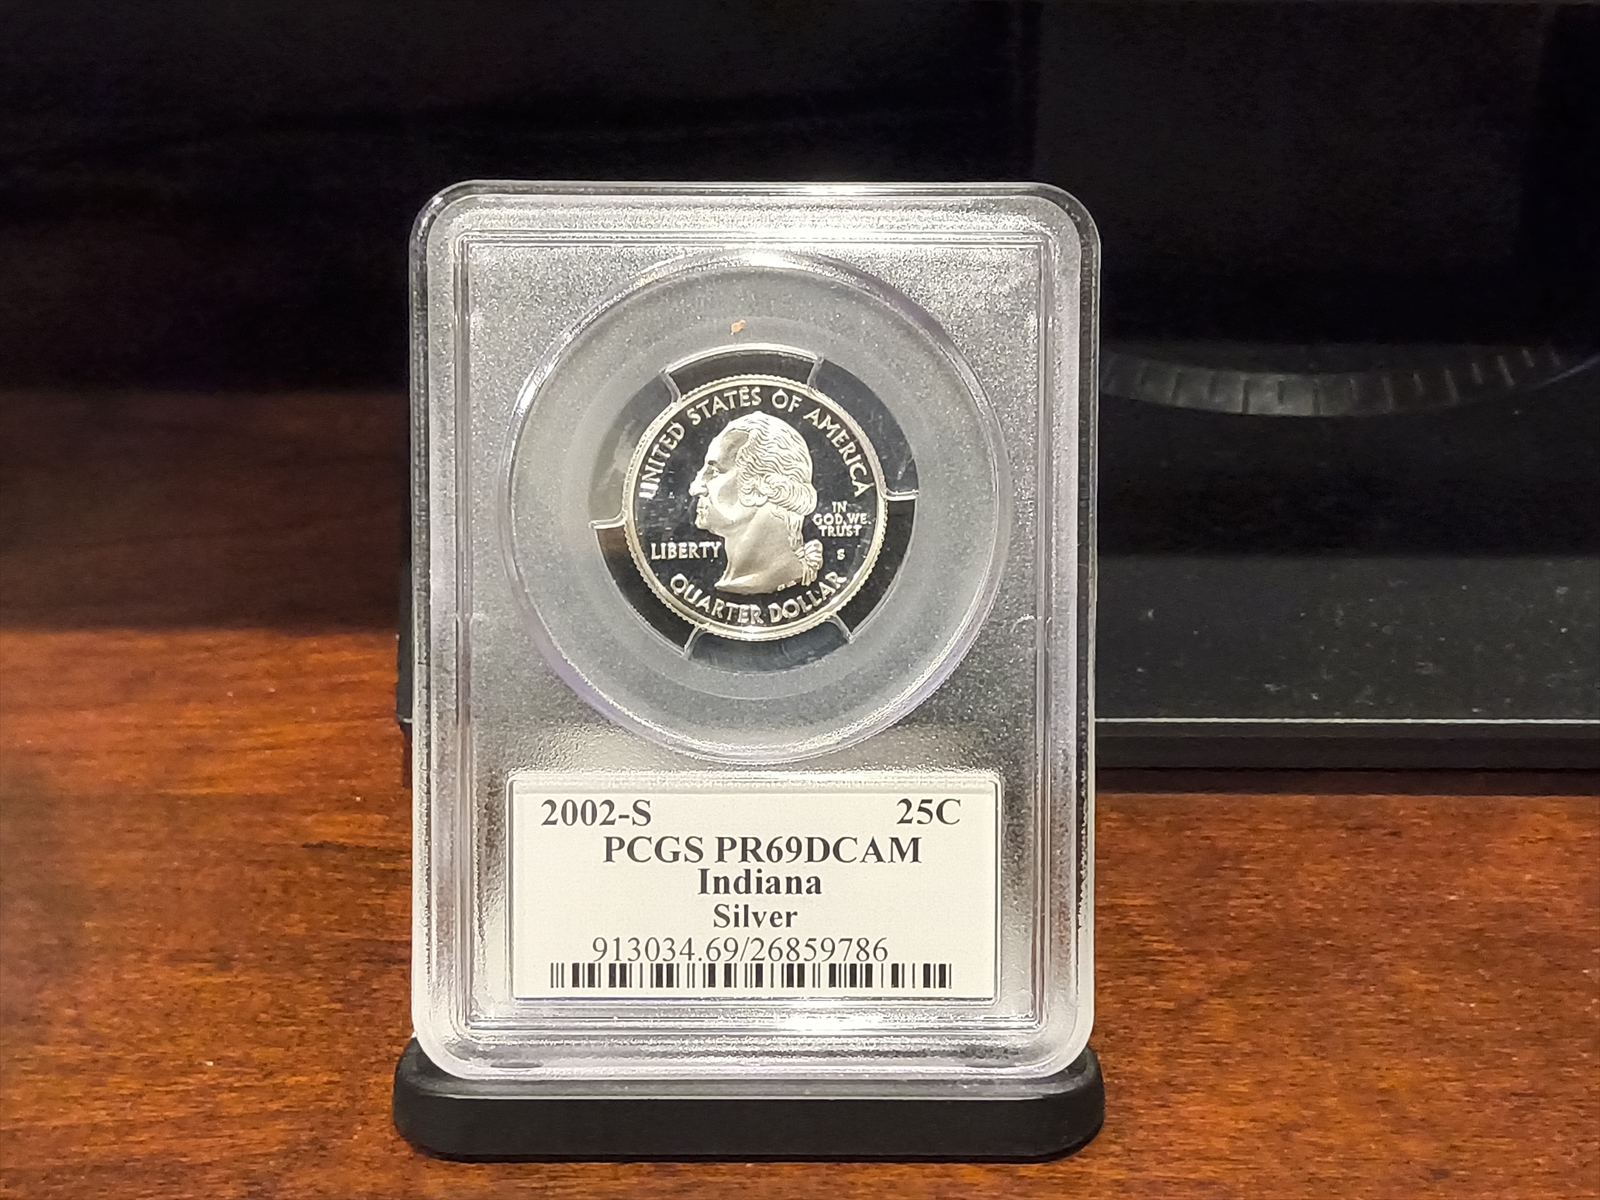 UNITED STATES OF AMERICA
IN
GOD WE
TRUST
LIBERTY
S
QUARTER DOLLAR
2002-S 25C
PCGS PR69DCAM
Indiana
Silver
913034.69/26859786